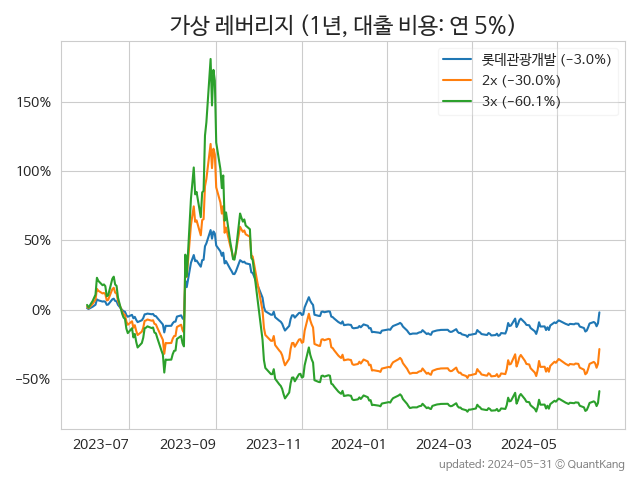 가상 레버리지 (1년, 대출 비용: 연 5%)
롯데관광개발 (−3.0%)
2x (−30.0%)
3x (−60.1%)
150%
100%
50%
0%
−50%
2023-07
2023-09
2023-11
2024-01
2024-03
2024-05
updated: 2024-05-31 © QuantKang